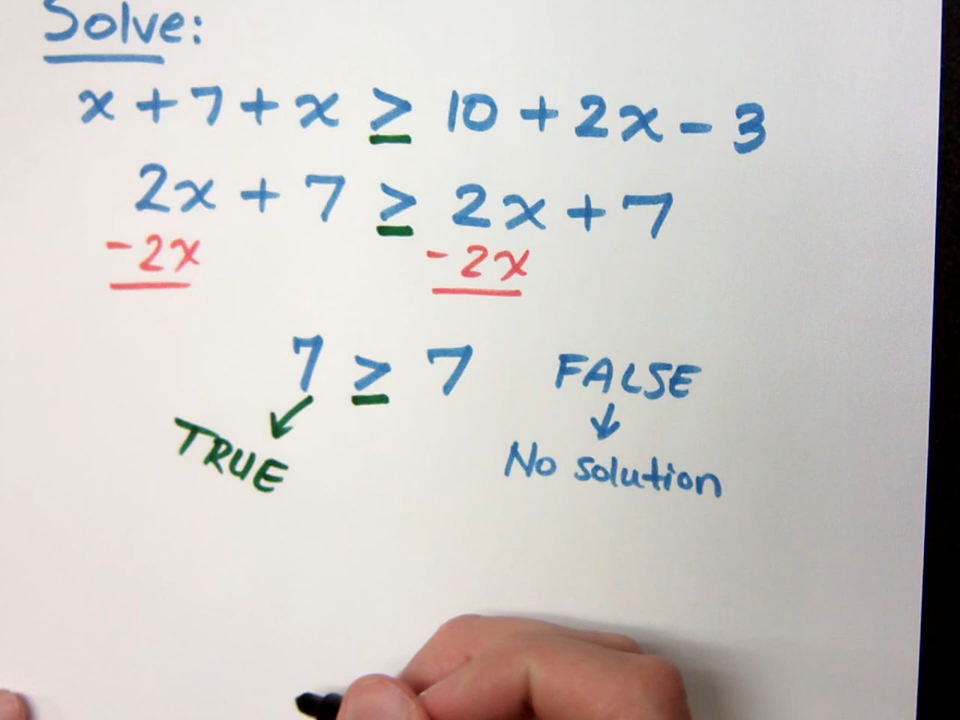 Solve:
x + 7 + x ≥ 10 + 2x - 3
2x + 7 ≥ 2x + 7
-2x -2x
7 ≥ 7 FALSE
TRUE No solution